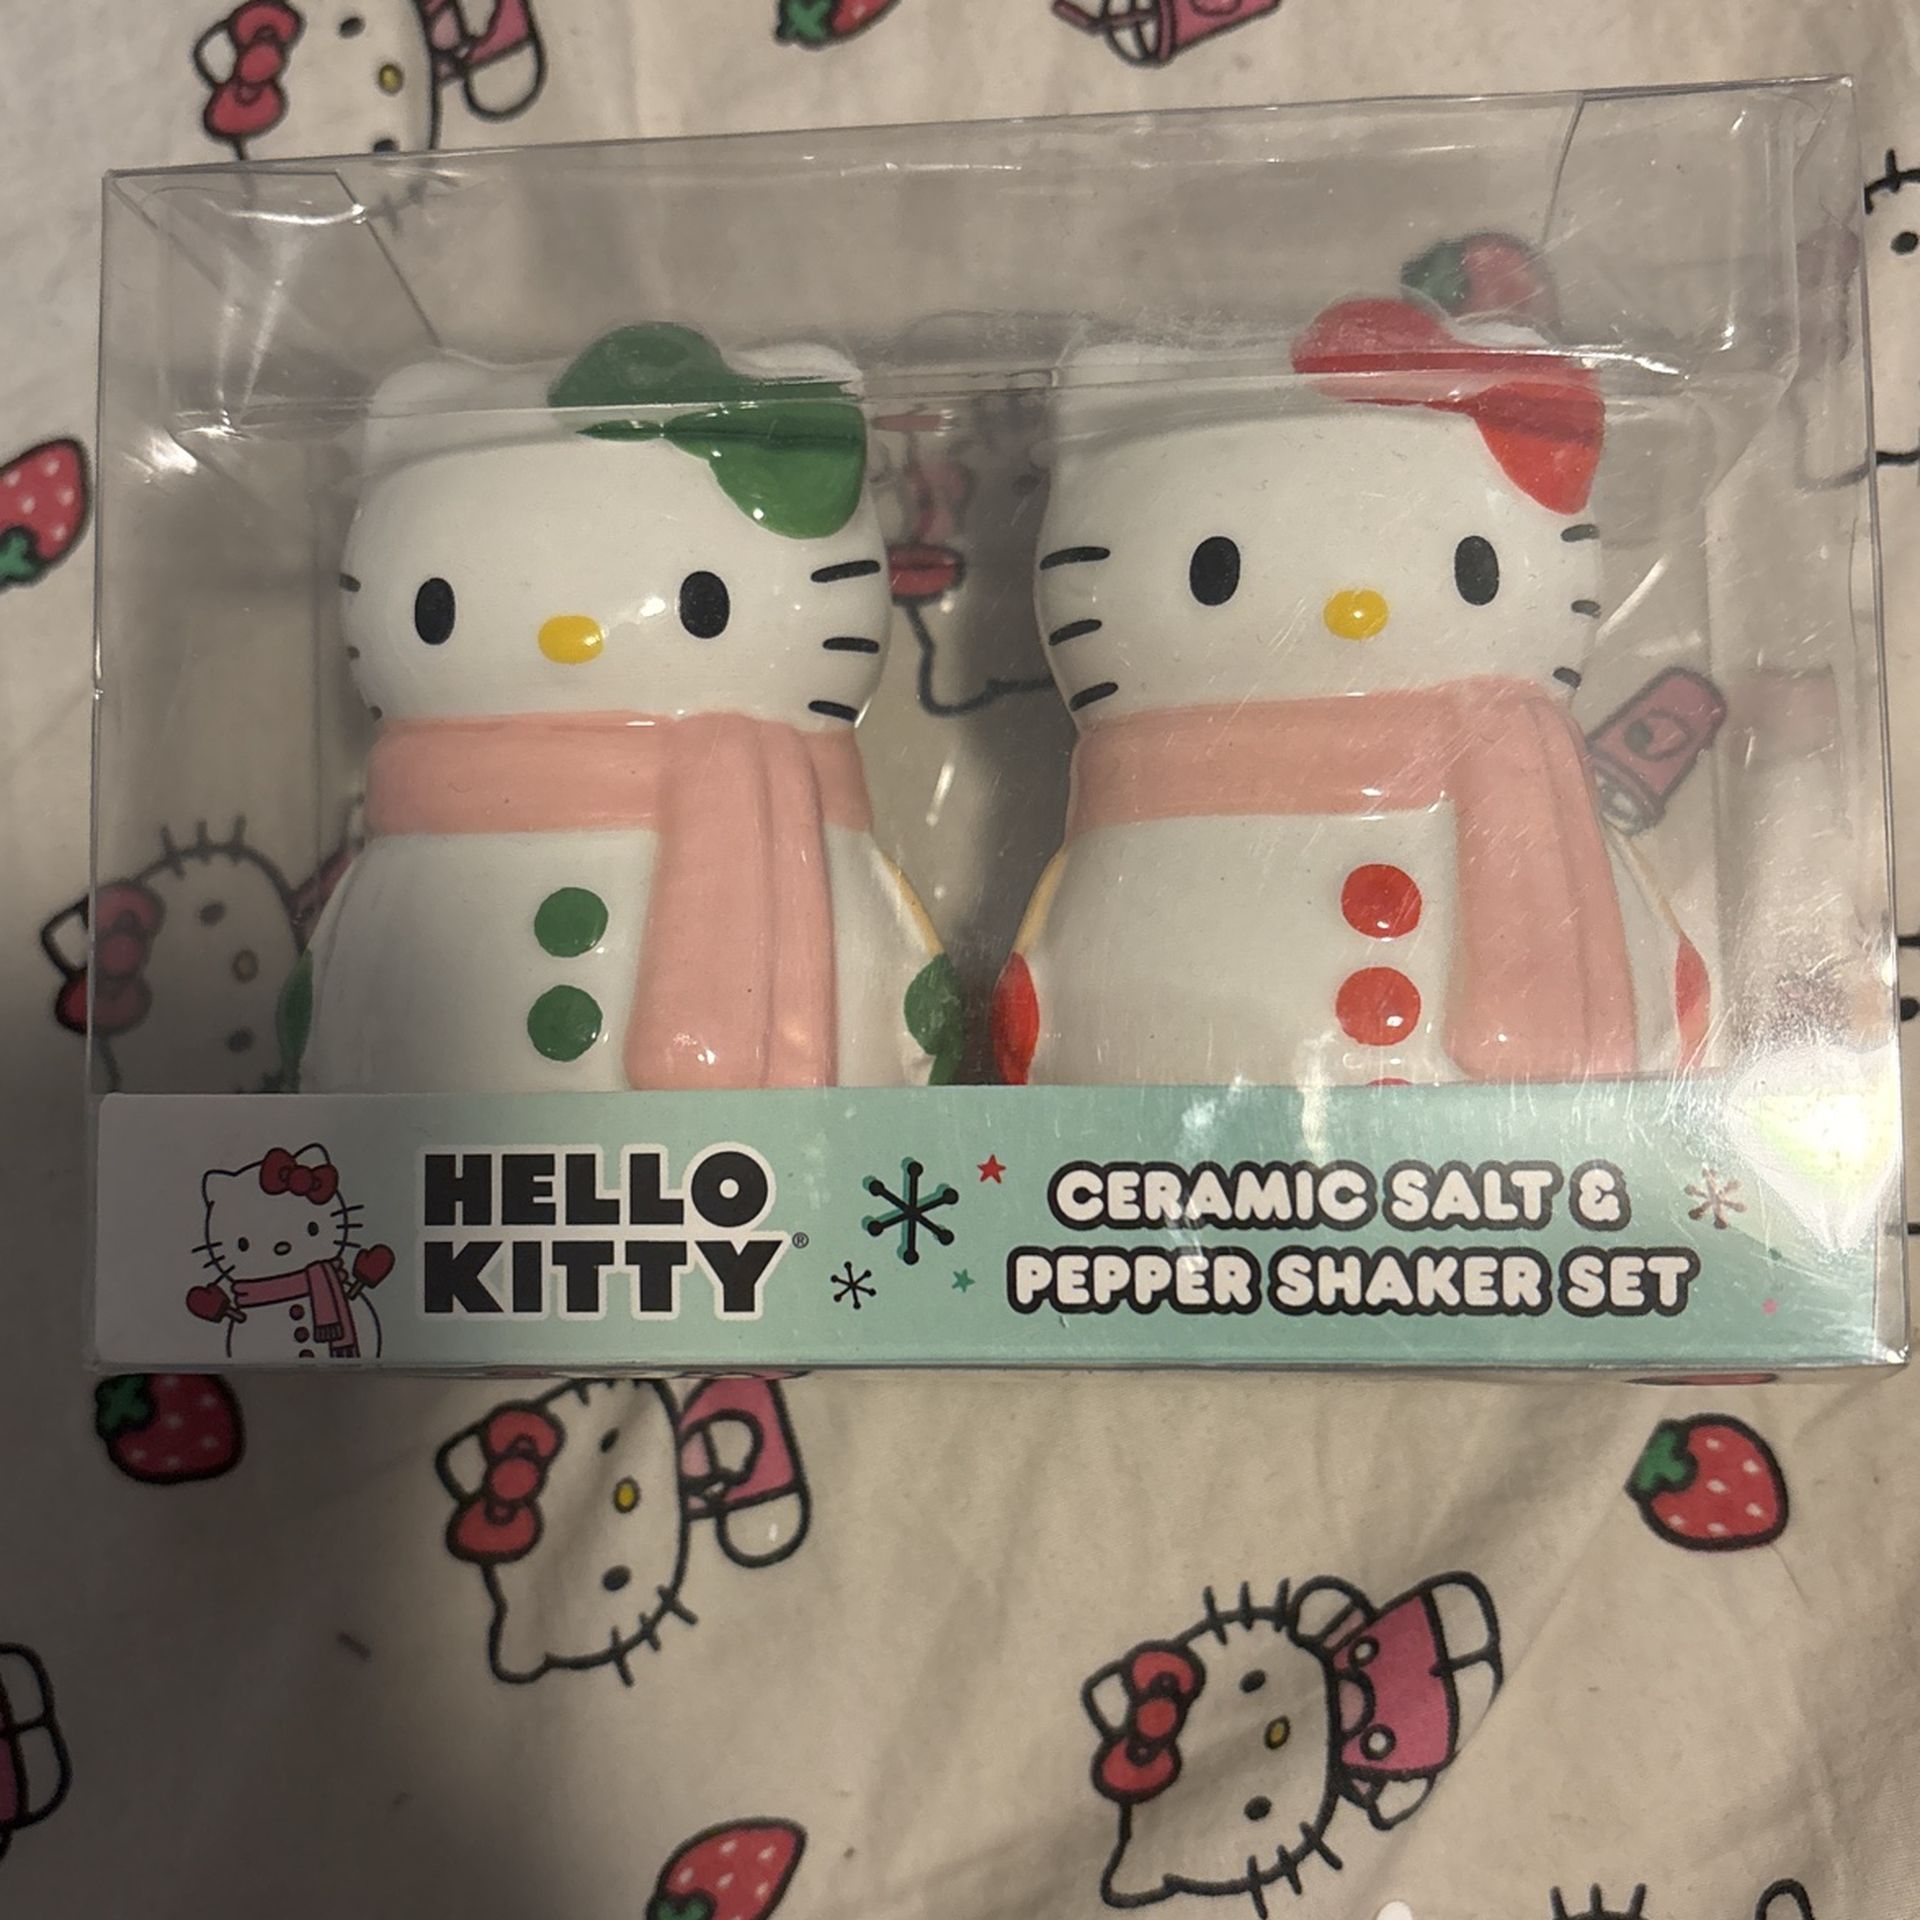 HELLO
KITTY®
CERAMIC SALT &
PEPPER SHAKER SET